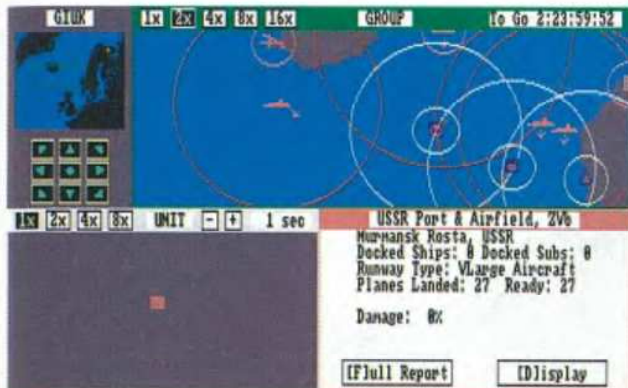 GIUK 1x 2x 4x 8x 16x GROUP To Go 2:23:59:52
1x 2x 4x 8x UNIT - + 1 sec USSR Port & Airfield, 2Vb
Murmansk Rosta, USSR
Docked Ships: 0 Docked Subs: 0
Runway Type: VLarge Aircraft
Planes Landed: 27 Ready: 27
Damage: 0%
[F]ull Report [D]isplay